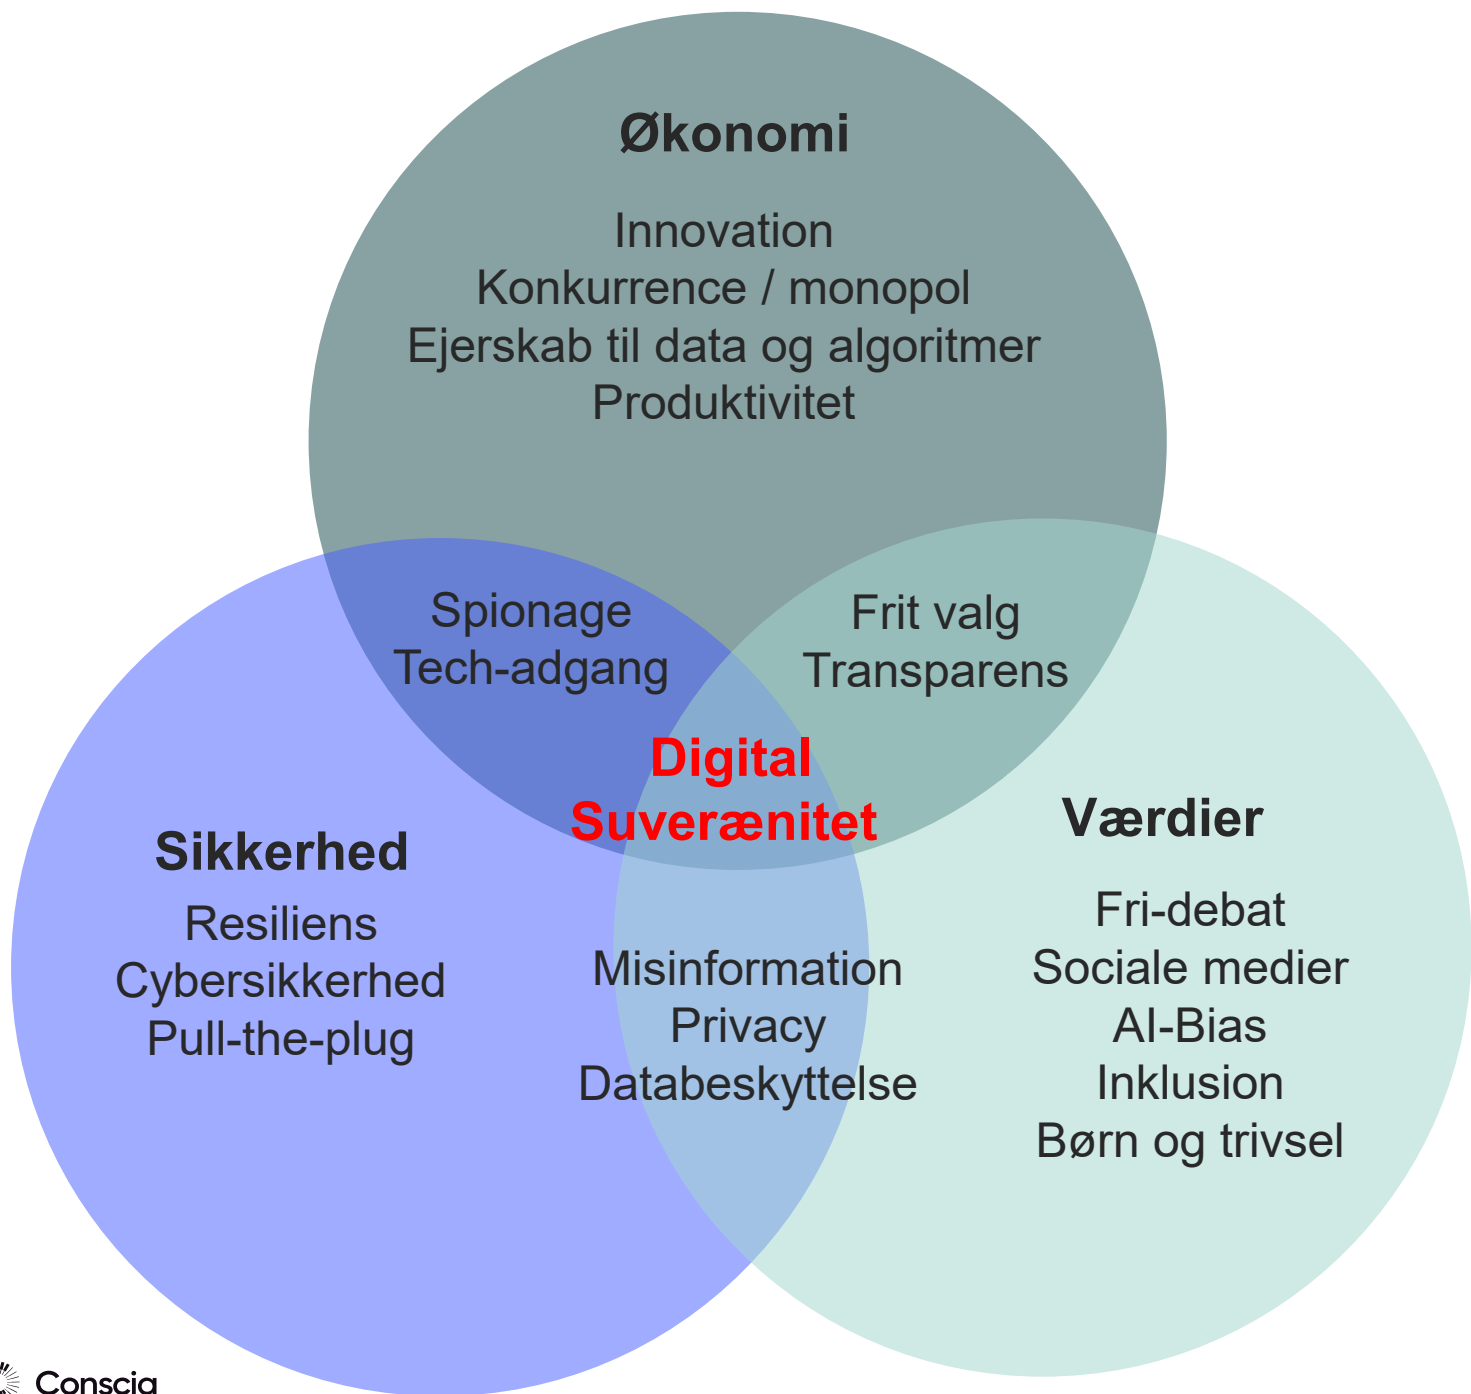 Økonomi
Innovation
Konkurrence / monopol
Ejerskab til data og algoritmer
Produktivitet
Spionage
Tech-adgang
Frit valg
Transparens
Digital
Suverænitet
Sikkerhed
Resiliens
Cybersikkerhed
Pull-the-plug
Misinformation
Privacy
Databeskyttelse
Værdier
Fri-debat
Sociale medier
AI-Bias
Inklusion
Børn og trivsel
Conscia